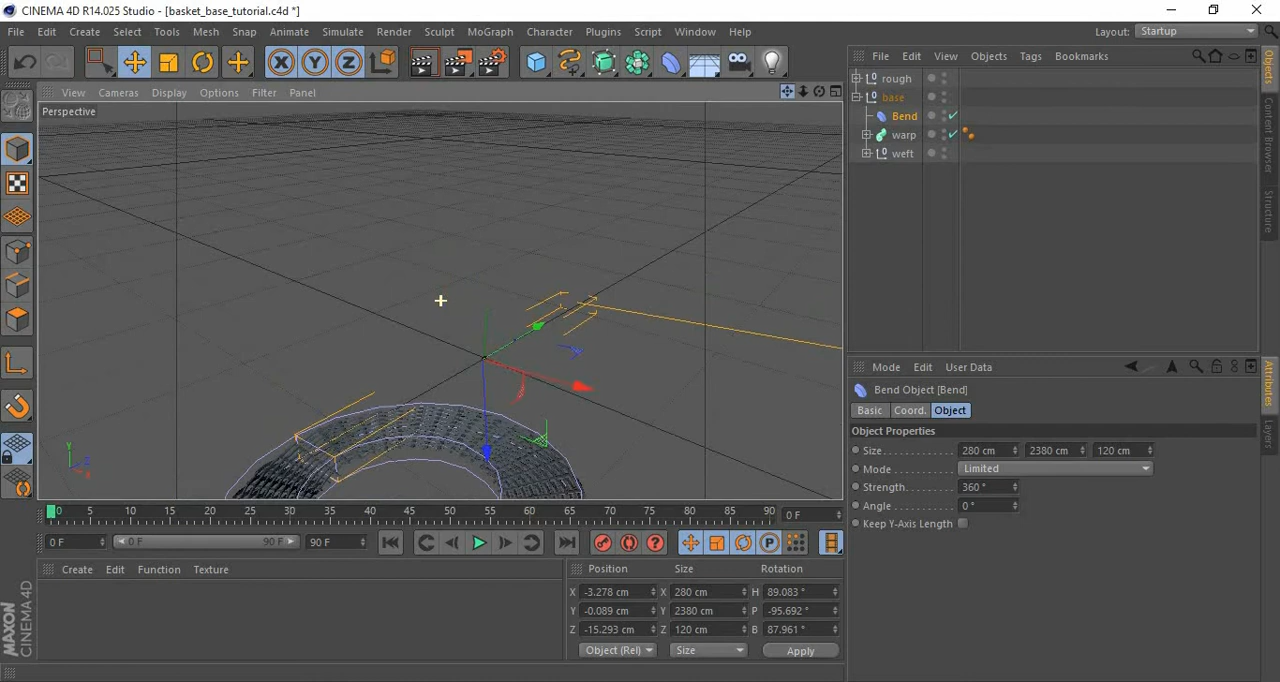 CINEMA 4D R14.025 Studio - [basket_base_tutorial.c4d *]
File Edit Create Select Tools Mesh Snap Animate Simulate Render Sculpt MoGraph Character Plugins Script Window Help Layout: Startup
X Y Z
File Edit View Objects Tags Bookmarks
View Cameras Display Options Filter Panel
Perspective
rough
base
Bend
warp
weft
Objects
Content Browser
Structure
Mode Edit User Data
Bend Object [Bend]
Basic Coord. Object
Object Properties
Size 280 cm 2380 cm 120 cm
Mode Limited
Strength 360 °
Angle 0 °
Keep Y-Axis Length
Attributes
Layers
Y Z X
0 5 10 15 20 25 30 35 40 45 50 55 60 65 70 75 80 85 90 0 F
0 F 0 F 90 F 90 F
Create Edit Function Texture
Position Size Rotation
X -3.278 cm X 280 cm H 89.083 °
Y -0.089 cm Y 2380 cm P -95.692 °
Z -15.293 cm Z 120 cm B 87.961 °
Object (Rel) Size Apply
MAXON CINEMA 4D